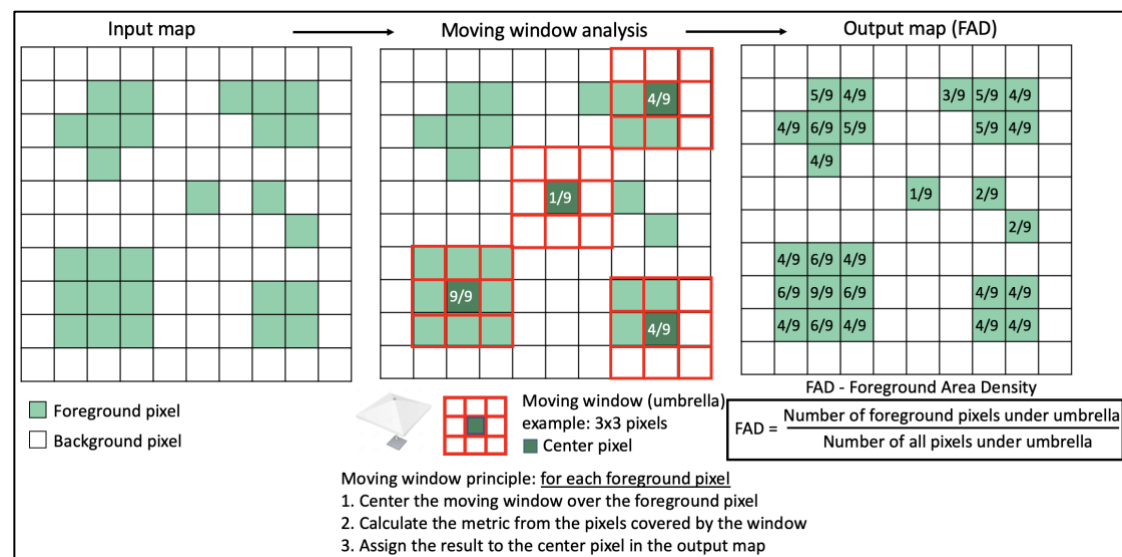 Input map
Moving window analysis
Output map (FAD)
4/9
1/9
9/9
4/9
5/9 4/9 3/9 5/9 4/9
4/9 6/9 5/9 5/9 4/9
4/9
1/9 2/9
2/9
4/9 6/9 4/9
6/9 9/9 6/9 4/9 4/9
4/9 6/9 4/9 4/9 4/9
Foreground pixel
Background pixel
Moving window (umbrella)
example: 3x3 pixels
Center pixel
FAD - Foreground Area Density
FAD = Number of foreground pixels under umbrella
Number of all pixels under umbrella
Moving window principle: for each foreground pixel
1. Center the moving window over the foreground pixel
2. Calculate the metric from the pixels covered by the window
3. Assign the result to the center pixel in the output map